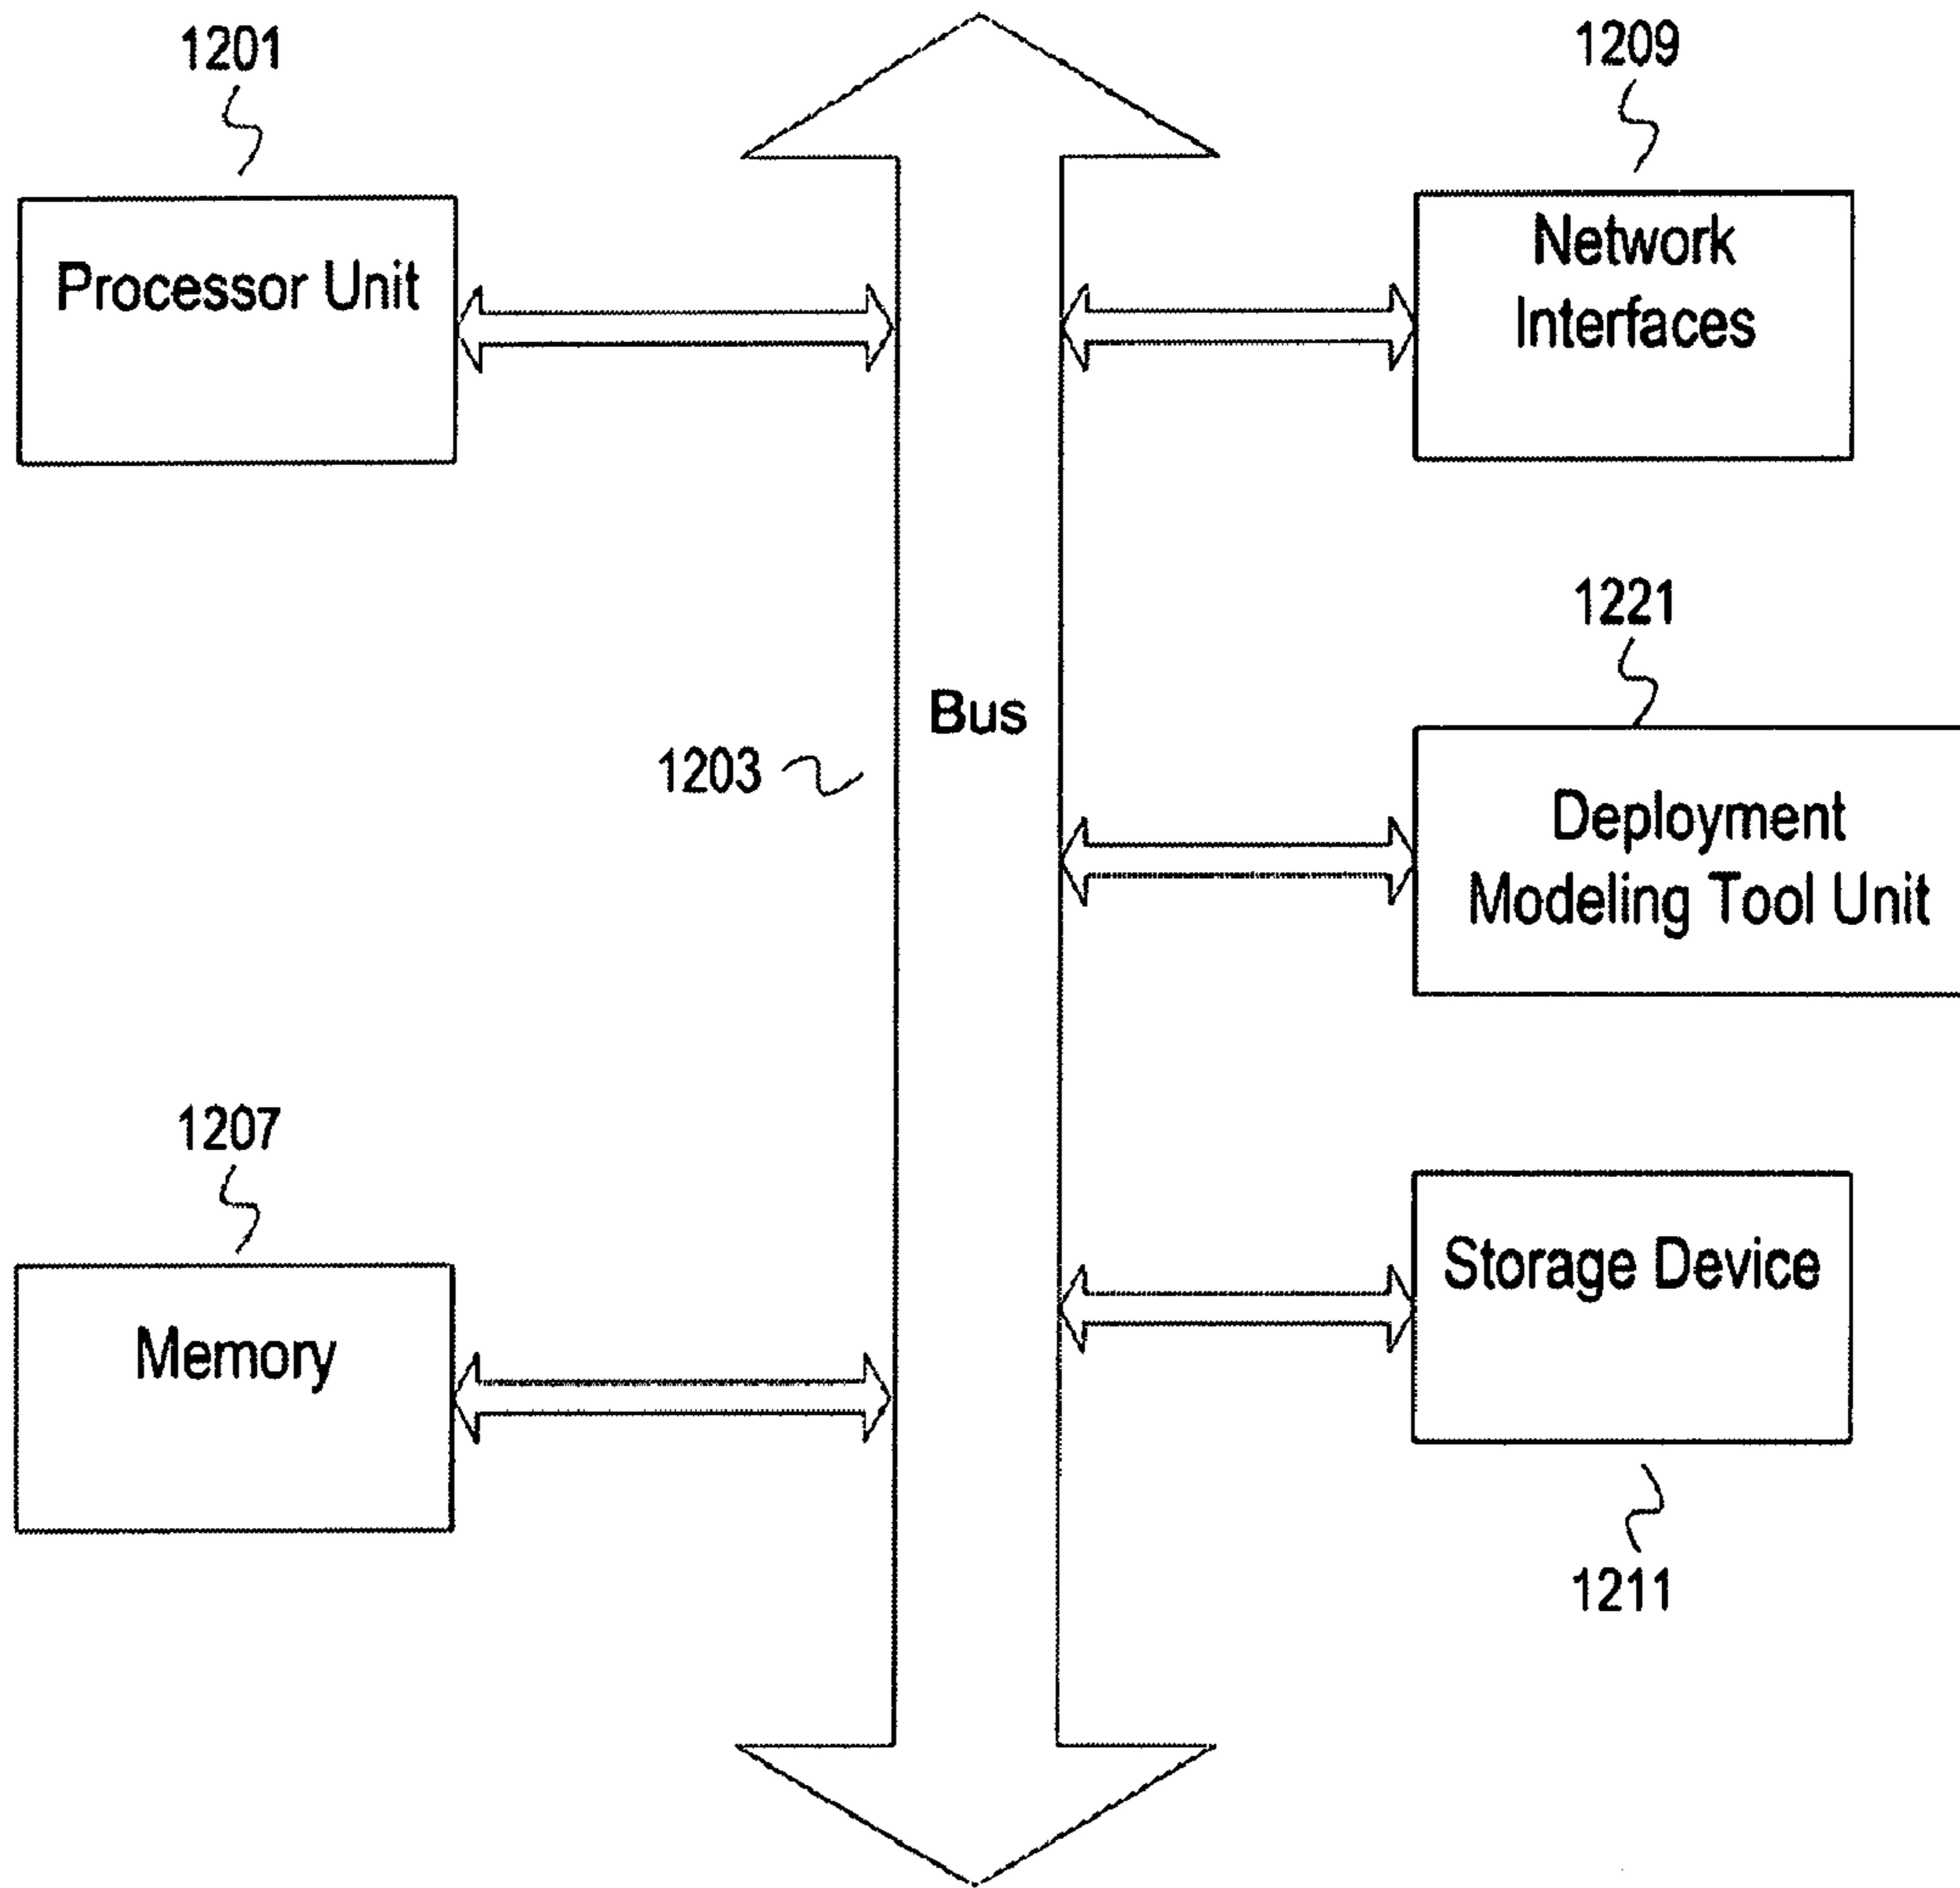 1201
1209
Processor Unit
Network
Interfaces
1221
Bus
1203
Deployment
Modeling Tool Unit
1207
Memory
Storage Device
1211